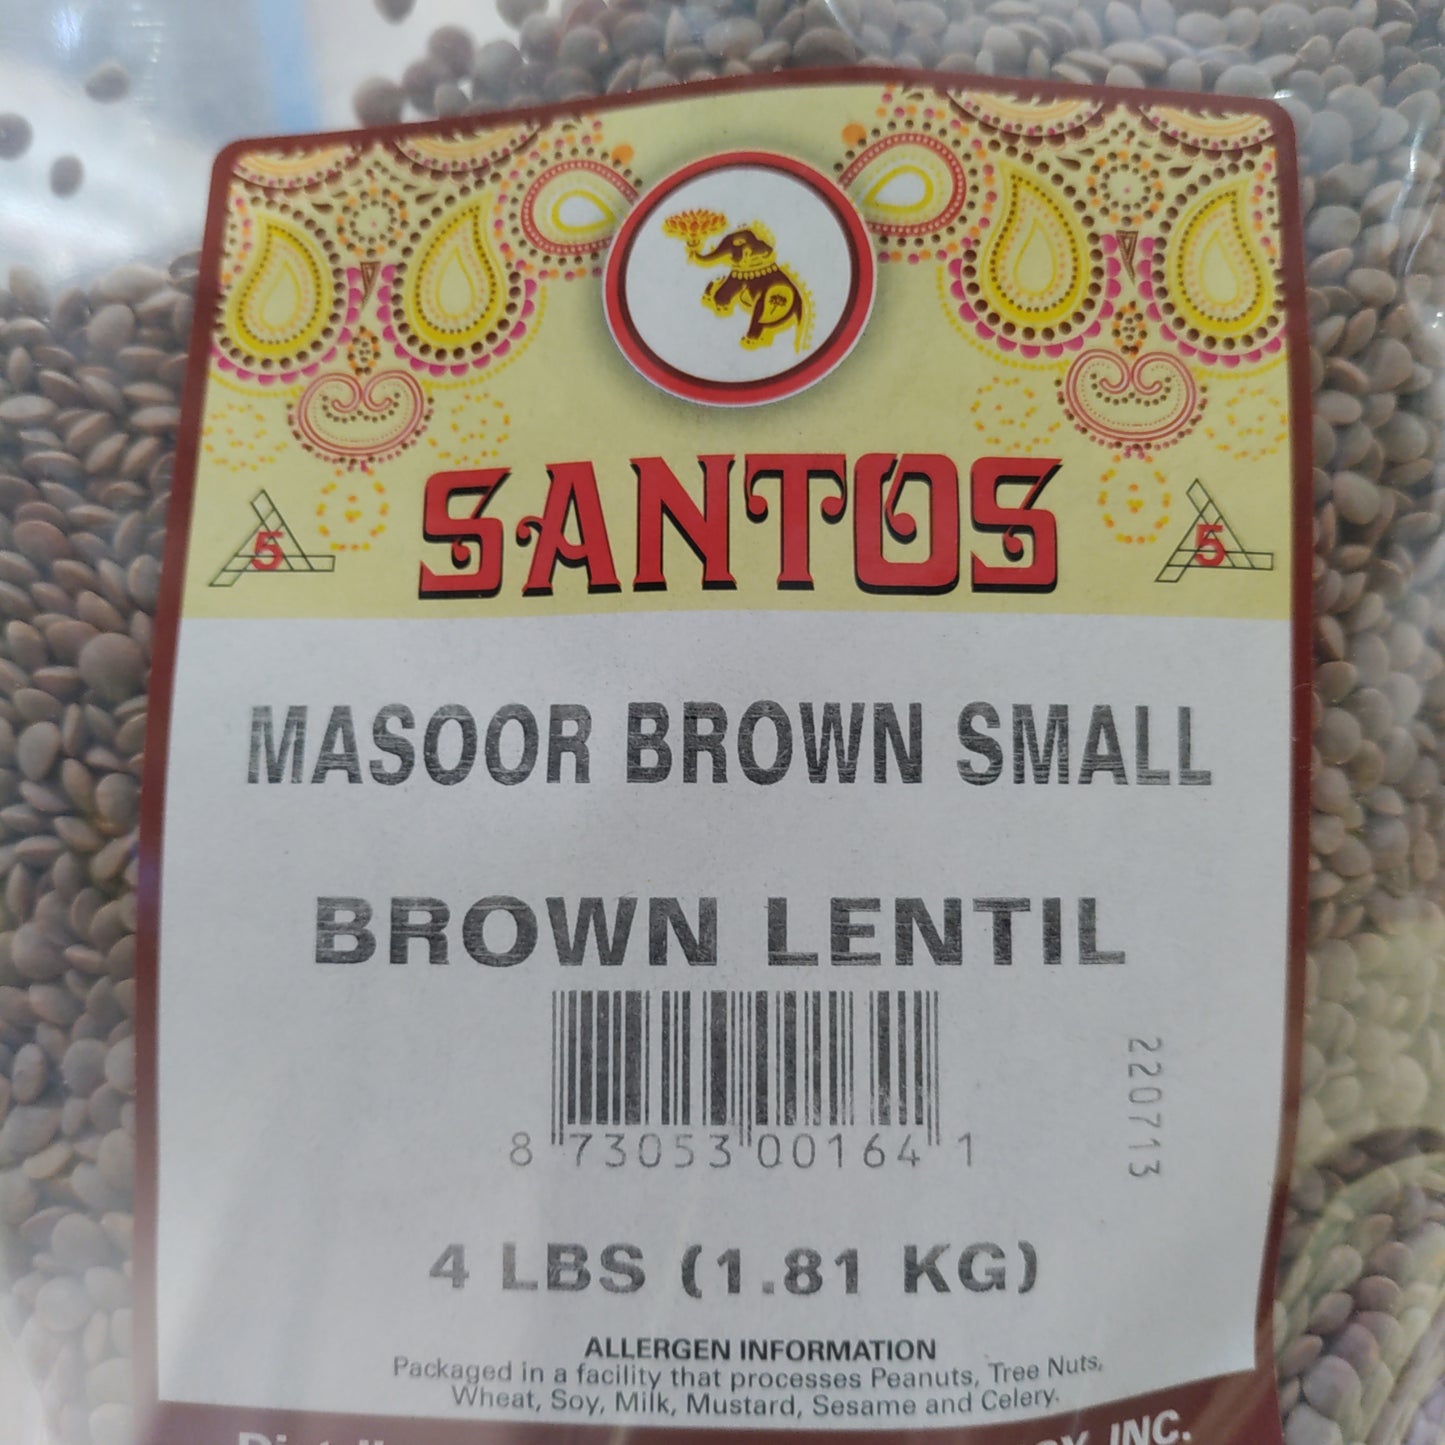 SANTOS
5
5
MASOOR BROWN SMALL
BROWN LENTIL
8 73053 00164 1
220713
4 LBS (1.81 KG)
ALLERGEN INFORMATION
Packaged in a facility that processes Peanuts, Tree Nuts,
Wheat, Soy, Milk, Mustard, Sesame and Celery.
INC.